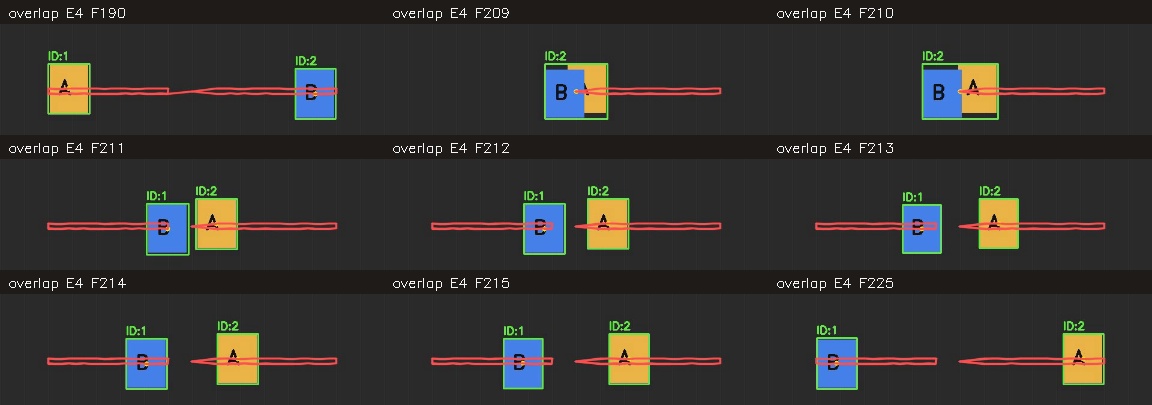 overlap E4 F190
overlap E4 F209
overlap E4 F210
ID:1
A
ID:2
B
ID:2
B A
ID:2
B A
overlap E4 F211
overlap E4 F212
overlap E4 F213
ID:1
B
ID:2
A
ID:1
B
ID:2
A
ID:1
B
ID:2
A
overlap E4 F214
overlap E4 F215
overlap E4 F225
ID:1
B
ID:2
A
ID:1
B
ID:2
A
ID:1
B
ID:2
A